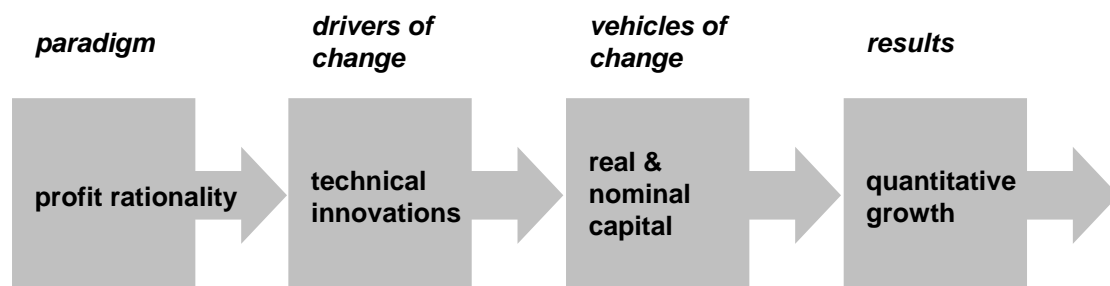 paradigm
drivers of
change
vehicles of
change
results
profit rationality
technical
innovations
real &
nominal
capital
quantitative
growth